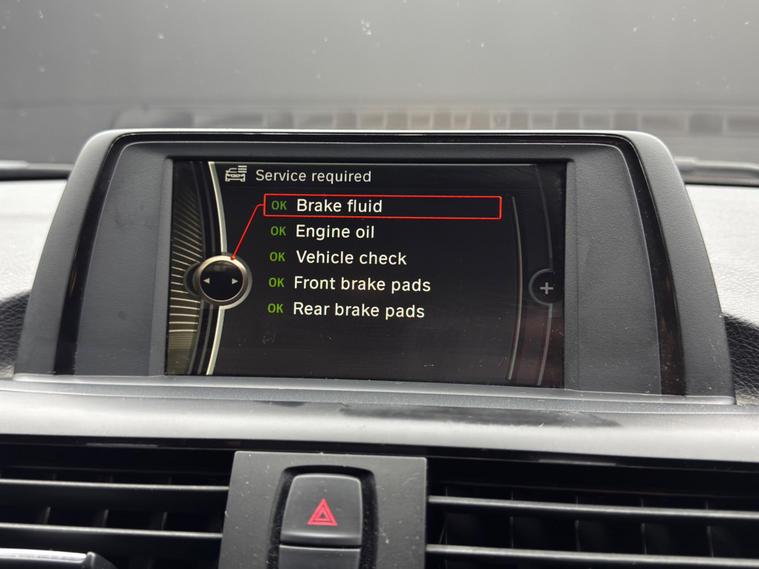 Service required
OK Brake fluid
OK Engine oil
OK Vehicle check
OK Front brake pads
OK Rear brake pads